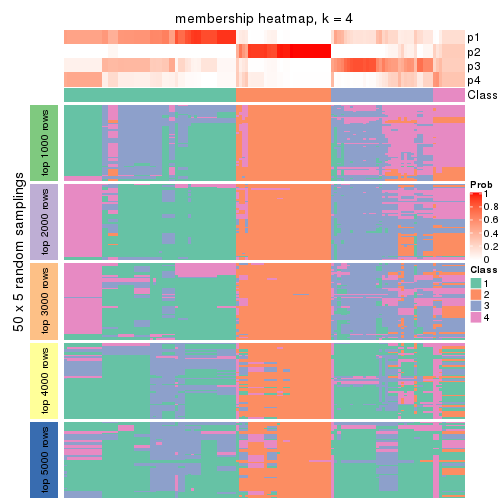 membership heatmap, k = 4
p1
p2
p3
p4
Class
50 x 5 random samplings
top 1000 rows
top 2000 rows
top 3000 rows
top 4000 rows
top 5000 rows
Prob
1
0.8
0.6
0.4
0.2
0
Class
1
2
3
4